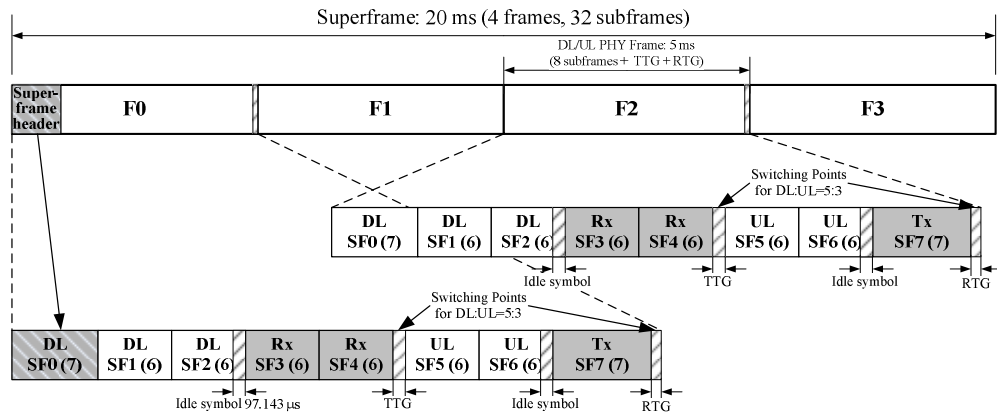 Superframe: 20 ms (4 frames, 32 subframes)
DL/UL PHY Frame: 5 ms
(8 subframes + TTG + RTG)
Super-
frame
header
F0
F1
F2
F3
Switching Points
for DL:UL=5:3
DL
SF0 (7)
DL
SF1 (6)
DL
SF2 (6)
Rx
SF3 (6)
Rx
SF4 (6)
UL
SF5 (6)
UL
SF6 (6)
Tx
SF7 (7)
Idle symbol
TTG
Idle symbol
RTG
Switching Points
for DL:UL=5:3
DL
SF0 (7)
DL
SF1 (6)
DL
SF2 (6)
Rx
SF3 (6)
Rx
SF4 (6)
UL
SF5 (6)
UL
SF6 (6)
Tx
SF7 (7)
Idle symbol 97.143 μs
TTG
Idle symbol
RTG